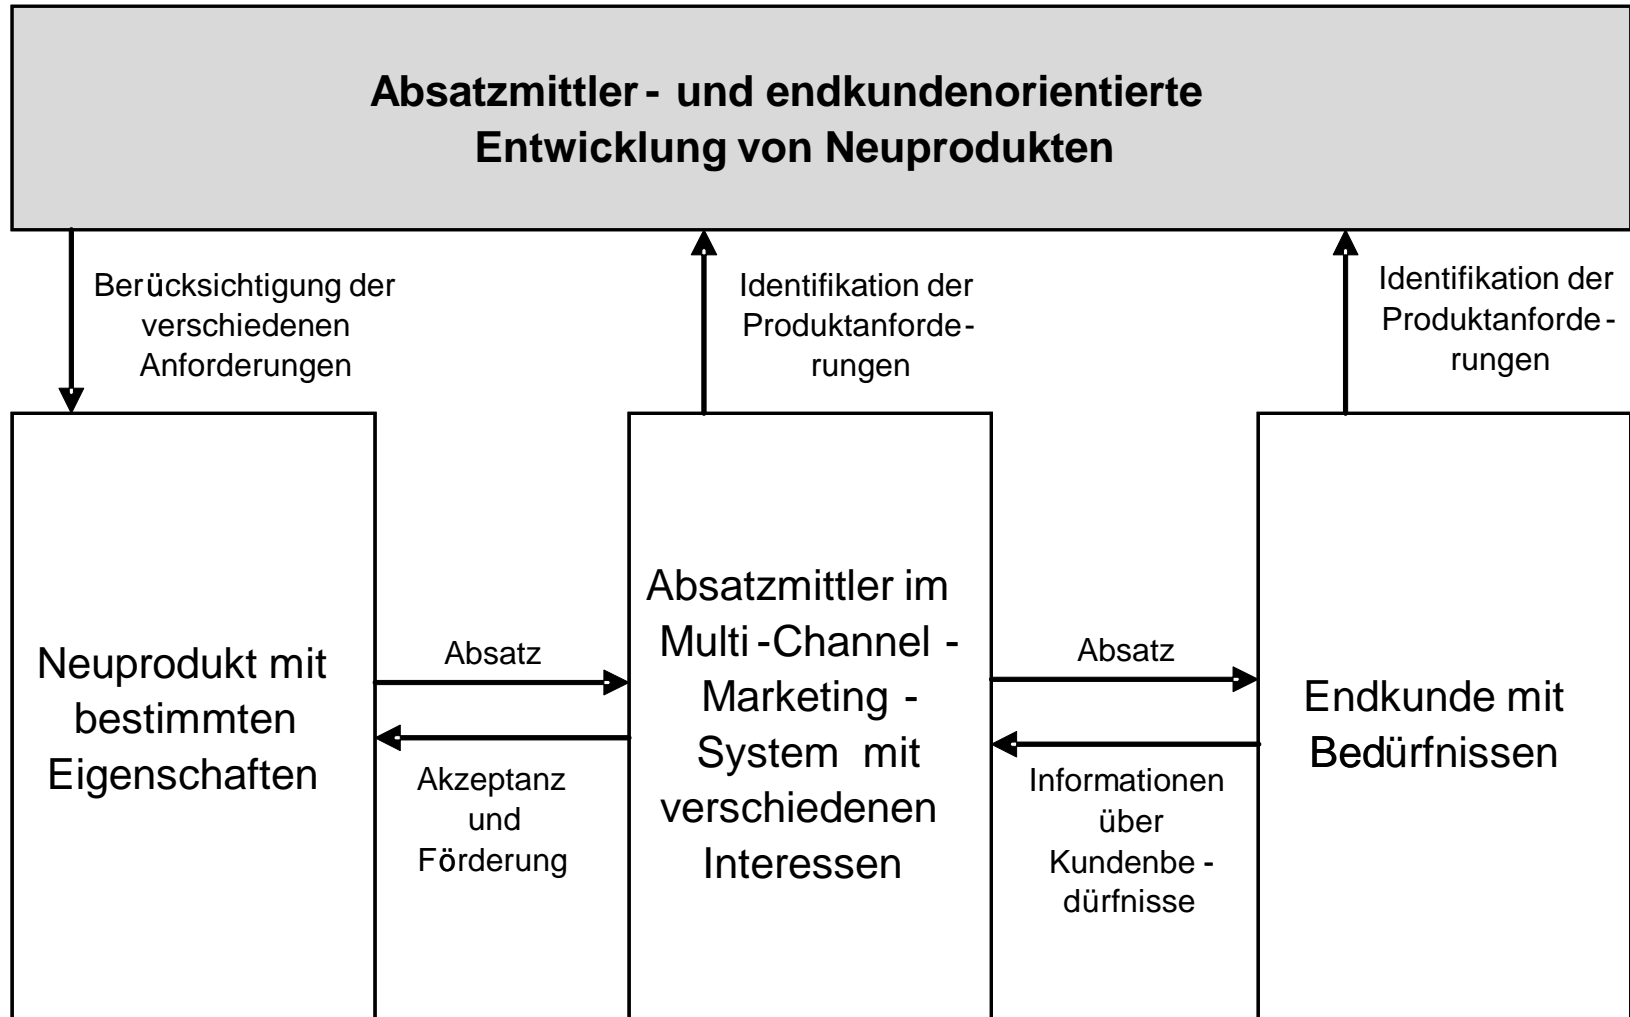 Absatzmittler- und endkundenorientierte
Entwicklung von Neuprodukten
Berücksichtigung der
verschiedenen
Anforderungen
Identifikation der
Produktanforde-
rungen
Identifikation der
Produktanforde-
rungen
Neuprodukt mit
bestimmten
Eigenschaften
Absatz
Akzeptanz
und
Förderung
Absatzmittler im
Multi-Channel-
Marketing-
System mit
verschiedenen
Interessen
Absatz
Informationen
über
Kundenbe-
dürfnisse
Endkunde mit
Bedürfnissen